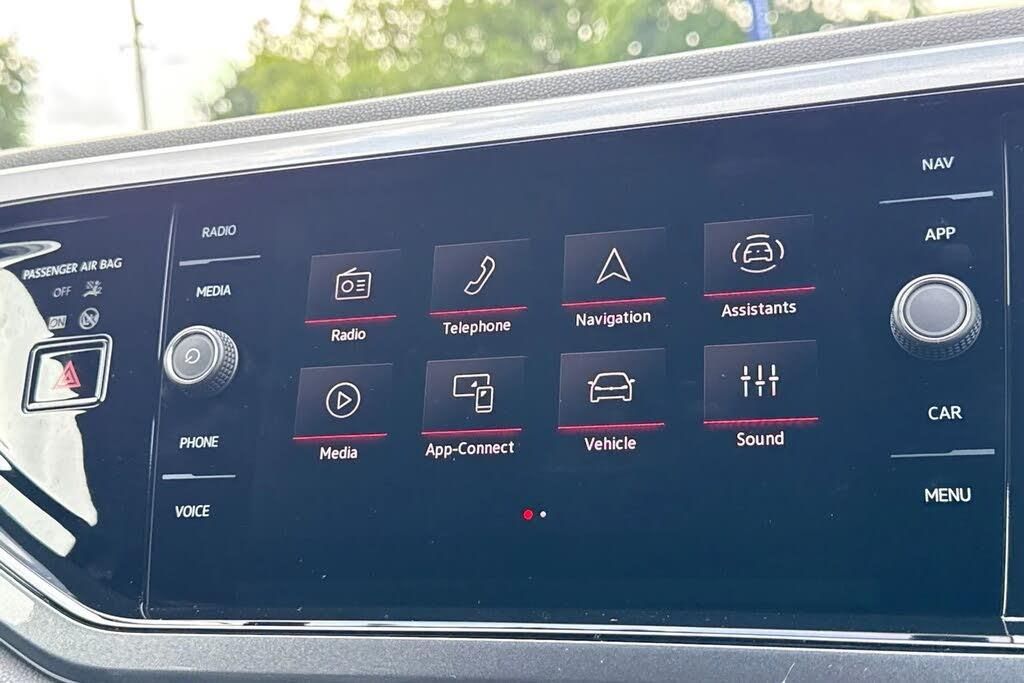 PASSENGER AIR BAG
OFF
ON
RADIO
MEDIA
PHONE
VOICE
Radio
Telephone
Navigation
Assistants
Media
App-Connect
Vehicle
Sound
NAV
APP
CAR
MENU